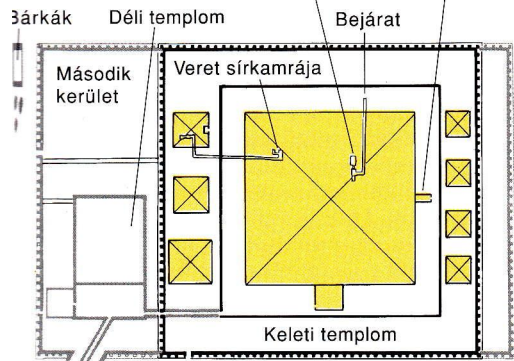 Bárkák
Déli templom
Bejárat
Második
kerület
Veret sírkamrája
Keleti templom